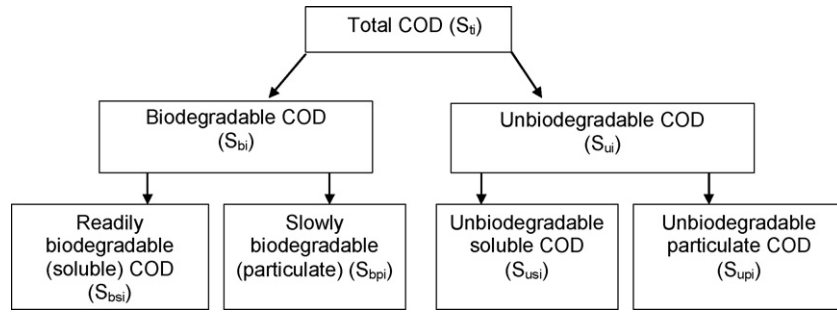 Total COD (Sti)
Biodegradable COD
(Sbi)
Unbiodegradable COD
(Sui)
Readily
biodegradable
(soluble) COD
(Sbsi)
Slowly
biodegradable
(particulate) (Sbpi)
Unbiodegradable
soluble COD
(Susi)
Unbiodegradable
particulate COD
(Supi)